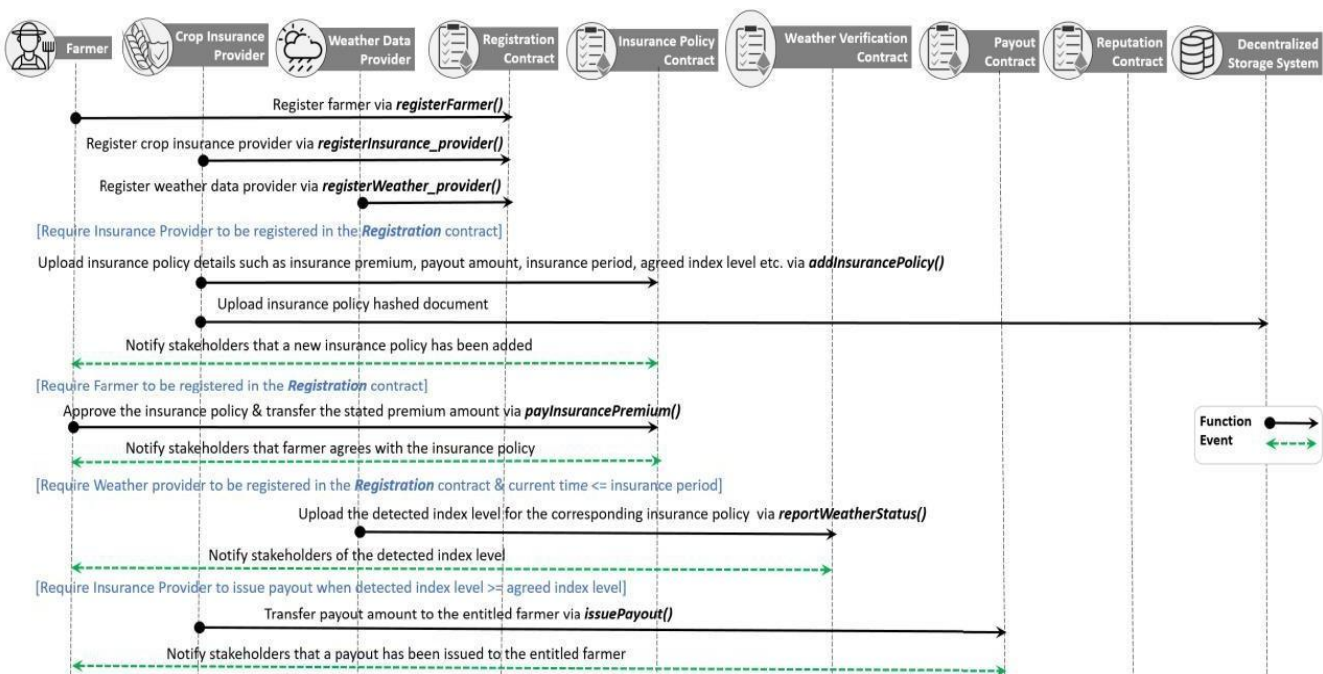 Farmer
Crop Insurance
Provider
Weather Data
Provider
Registration
Contract
Insurance Policy
Contract
Weather Verification
Contract
Payout
Contract
Reputation
Contract
Decentralized
Storage System
Register farmer via registerFarmer()
Register crop insurance provider via registerInsurance_provider()
Register weather data provider via registerWeather_provider()
[Require Insurance Provider to be registered in the Registration contract]
Upload insurance policy details such as insurance premium, payout amount, insurance period, agreed index level etc. via addInsurancePolicy()
Upload insurance policy hashed document
Notify stakeholders that a new insurance policy has been added
[Require Farmer to be registered in the Registration contract]
Approve the insurance policy & transfer the stated premium amount via payInsurancePremium()
Function
Event
Notify stakeholders that farmer agrees with the insurance policy
[Require Weather provider to be registered in the Registration contract & current time <= insurance period]
Upload the detected index level for the corresponding insurance policy via reportWeatherStatus()
Notify stakeholders of the detected index level
[Require Insurance Provider to issue payout when detected index level >= agreed index level]
Transfer payout amount to the entitled farmer via issuePayout()
Notify stakeholders that a payout has been issued to the entitled farmer